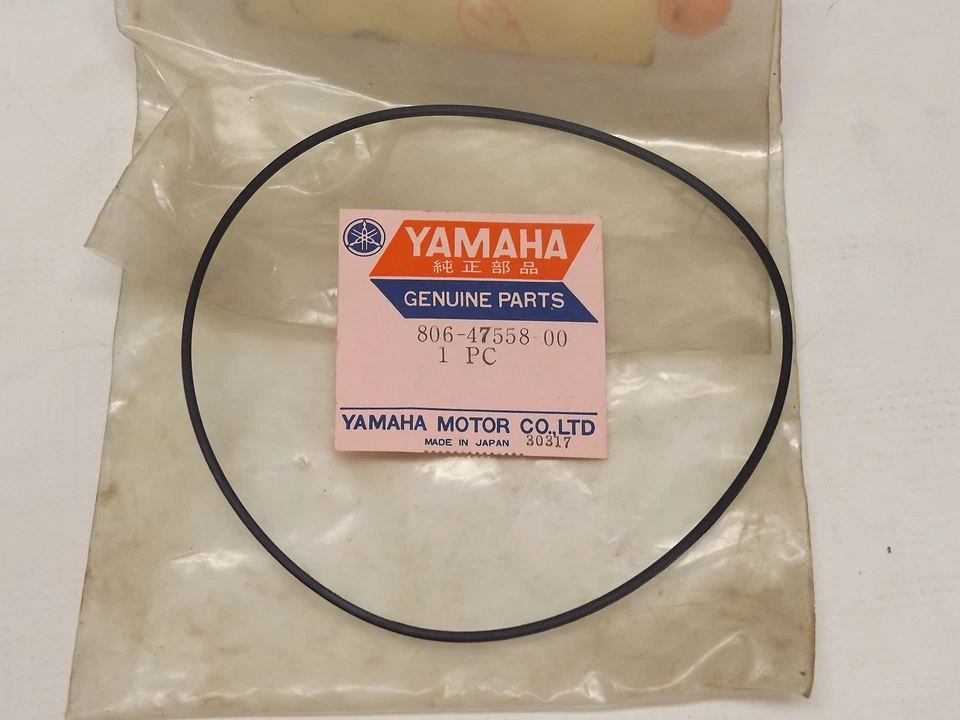 YAMAHA
純正部品
GENUINE PARTS
806-47558-00
1 PC
YAMAHA MOTOR CO.,LTD
MADE IN JAPAN 30317